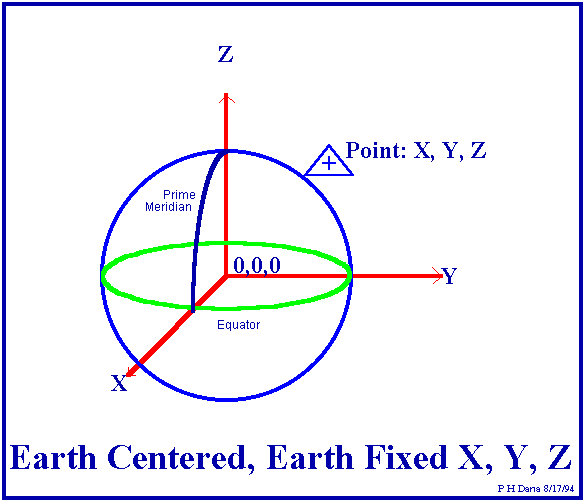 Z
Point: X, Y, Z
Prime
Meridian
0,0,0
Y
Equator
X
Earth Centered, Earth Fixed X, Y, Z
P H Dana 8/17/94